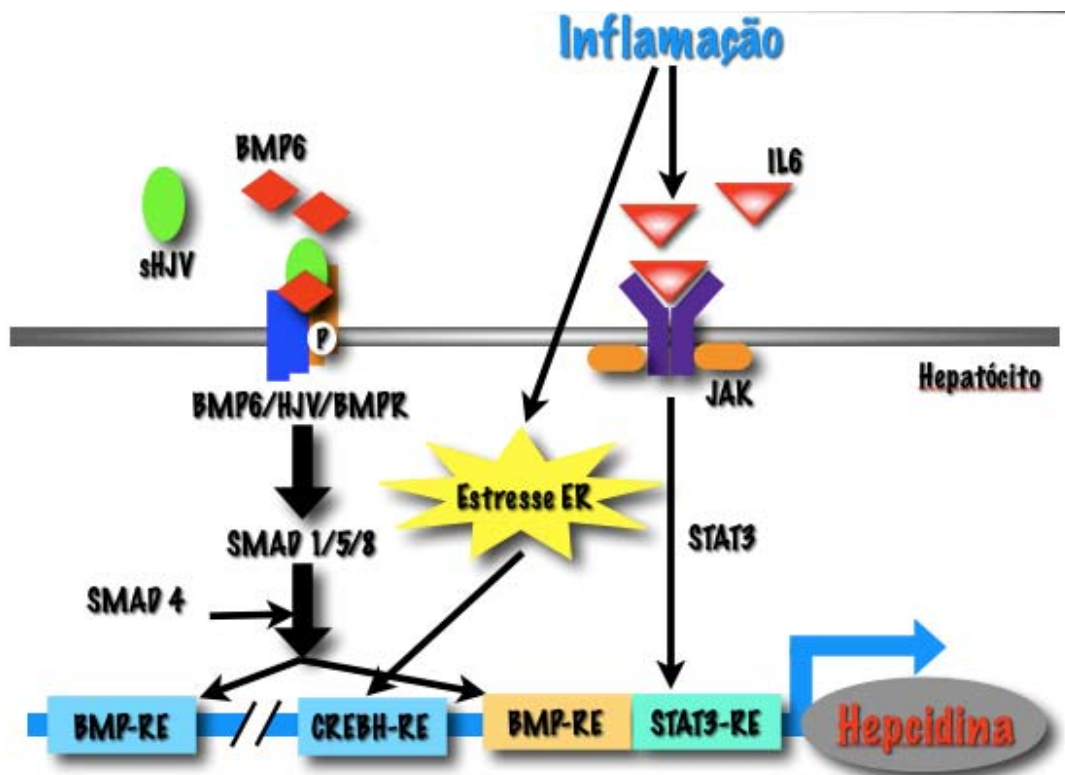 Inflamação
BMP6
IL6
sHJV
P
Hepatócito
JAK
BMP6/HJV/BMPR
Estresse ER
SMAD 1/5/8
STAT3
SMAD 4
BMP-RE
CREBH-RE
BMP-RE
STAT3-RE
Hepcidina